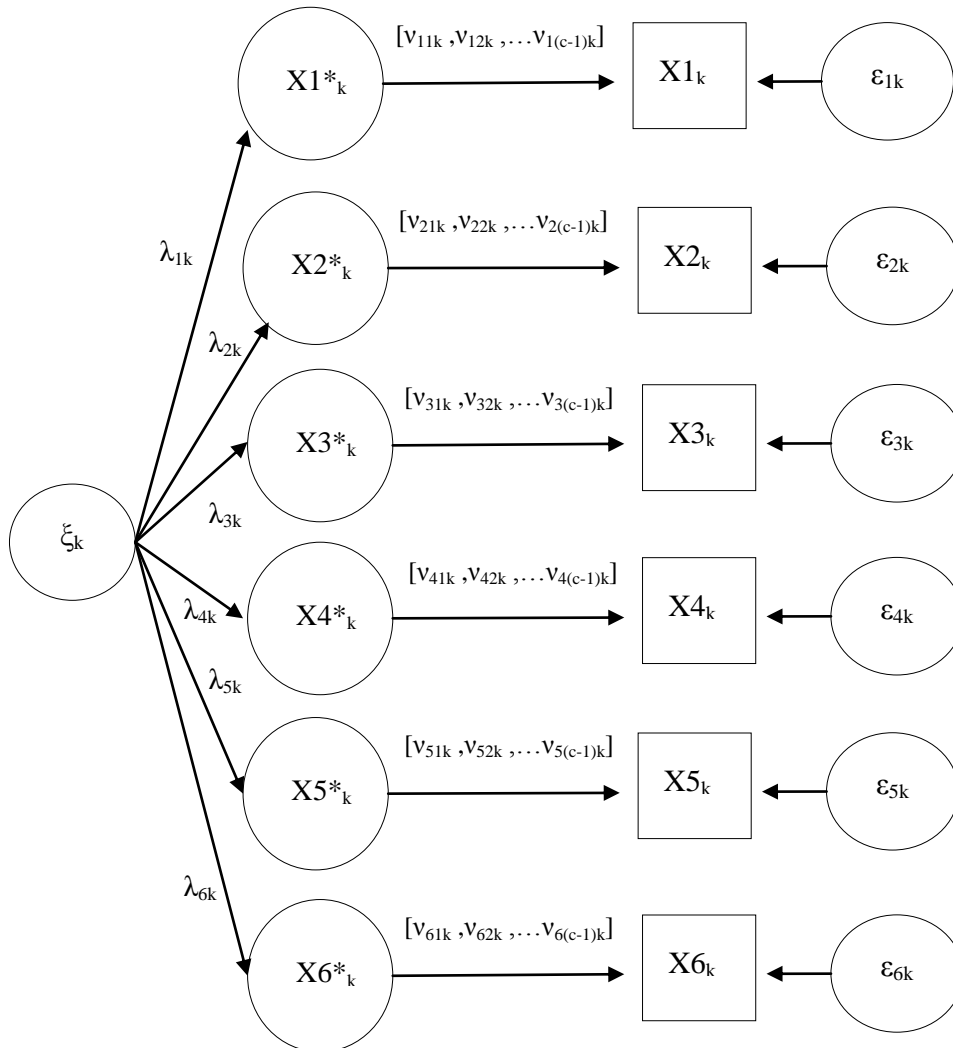 [ν₁₁ₖ ,ν₁₂ₖ ,…ν₁₍c₋₁₎ₖ]
X1*ₖ
X1ₖ
ε₁ₖ
λ₁ₖ
[ν₂₁ₖ ,ν₂₂ₖ ,…ν₂₍c₋₁₎ₖ]
X2*ₖ
X2ₖ
ε₂ₖ
λ₂ₖ
[ν₃₁ₖ ,ν₃₂ₖ ,…ν₃₍c₋₁₎ₖ]
X3*ₖ
X3ₖ
ε₃ₖ
λ₃ₖ
ξₖ
[ν₄₁ₖ ,ν₄₂ₖ ,…ν₄₍c₋₁₎ₖ]
X4*ₖ
X4ₖ
ε₄ₖ
λ₄ₖ
λ₅ₖ
[ν₅₁ₖ ,ν₅₂ₖ ,…ν₅₍c₋₁₎ₖ]
X5*ₖ
X5ₖ
ε₅ₖ
λ₆ₖ
[ν₆₁ₖ ,ν₆₂ₖ ,…ν₆₍c₋₁₎ₖ]
X6*ₖ
X6ₖ
ε₆ₖ